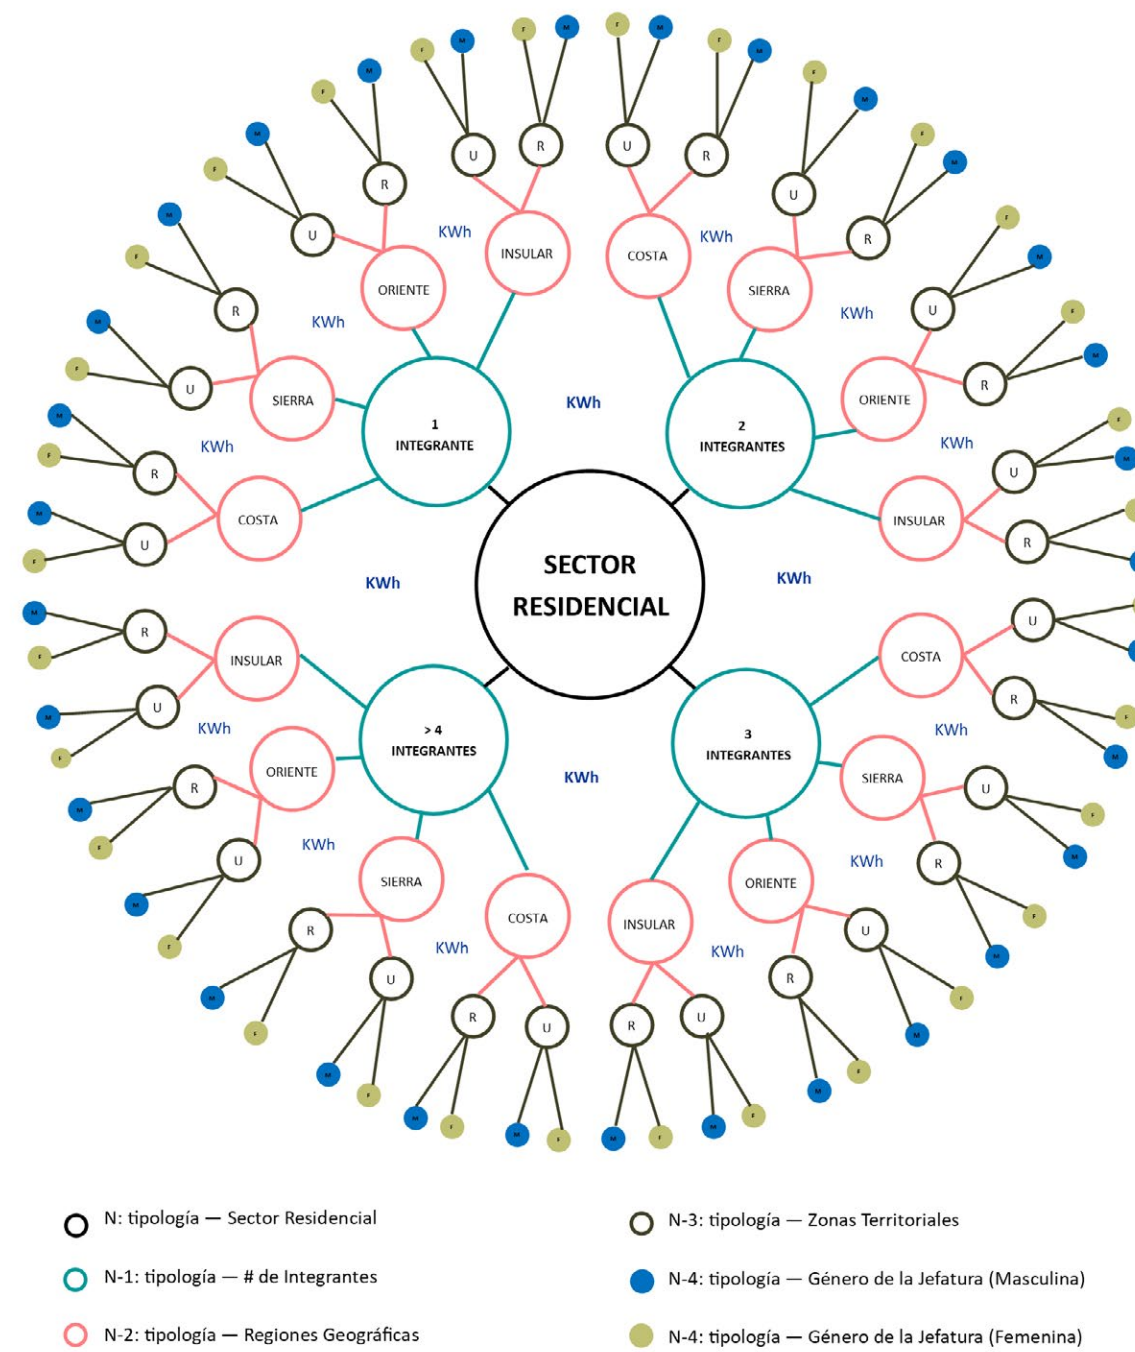 F
M
F
M
F
M
F
M
F
M
F
M
F
M
F
M
U
R
U
R
R
U
U
R
KWh
INSULAR
COSTA
KWh
ORIENTE
SIERRA
KWh
KWh
M
F
R
M
F
U
SIERRA
KWh
COSTA
KWh
M
F
R
M
F
U
1
INTEGRANTE
KWh
2
INTEGRANTES
F
M
U
F
M
R
ORIENTE
KWh
INSULAR
F
M
U
R
SECTOR
RESIDENCIAL
KWh
KWh
M
F
R
M
F
U
INSULAR
KWh
ORIENTE
M
F
R
M
F
U
KWh
> 4
INTEGRANTES
KWh
3
INTEGRANTES
COSTA
U
R
F
M
KWh
SIERRA
U
F
M
R
F
M
KWh
SIERRA
KWh
COSTA
INSULAR
KWh
ORIENTE
R
U
R
U
R
U
R
U
M
F
M
F
M
F
M
F
M
F
M
F
M
F
M
F
N: tipología — Sector Residencial
N-1: tipología — # de Integrantes
N-2: tipología — Regiones Geográficas
N-3: tipología — Zonas Territoriales
N-4: tipología — Género de la Jefatura (Masculina)
N-4: tipología — Género de la Jefatura (Femenina)